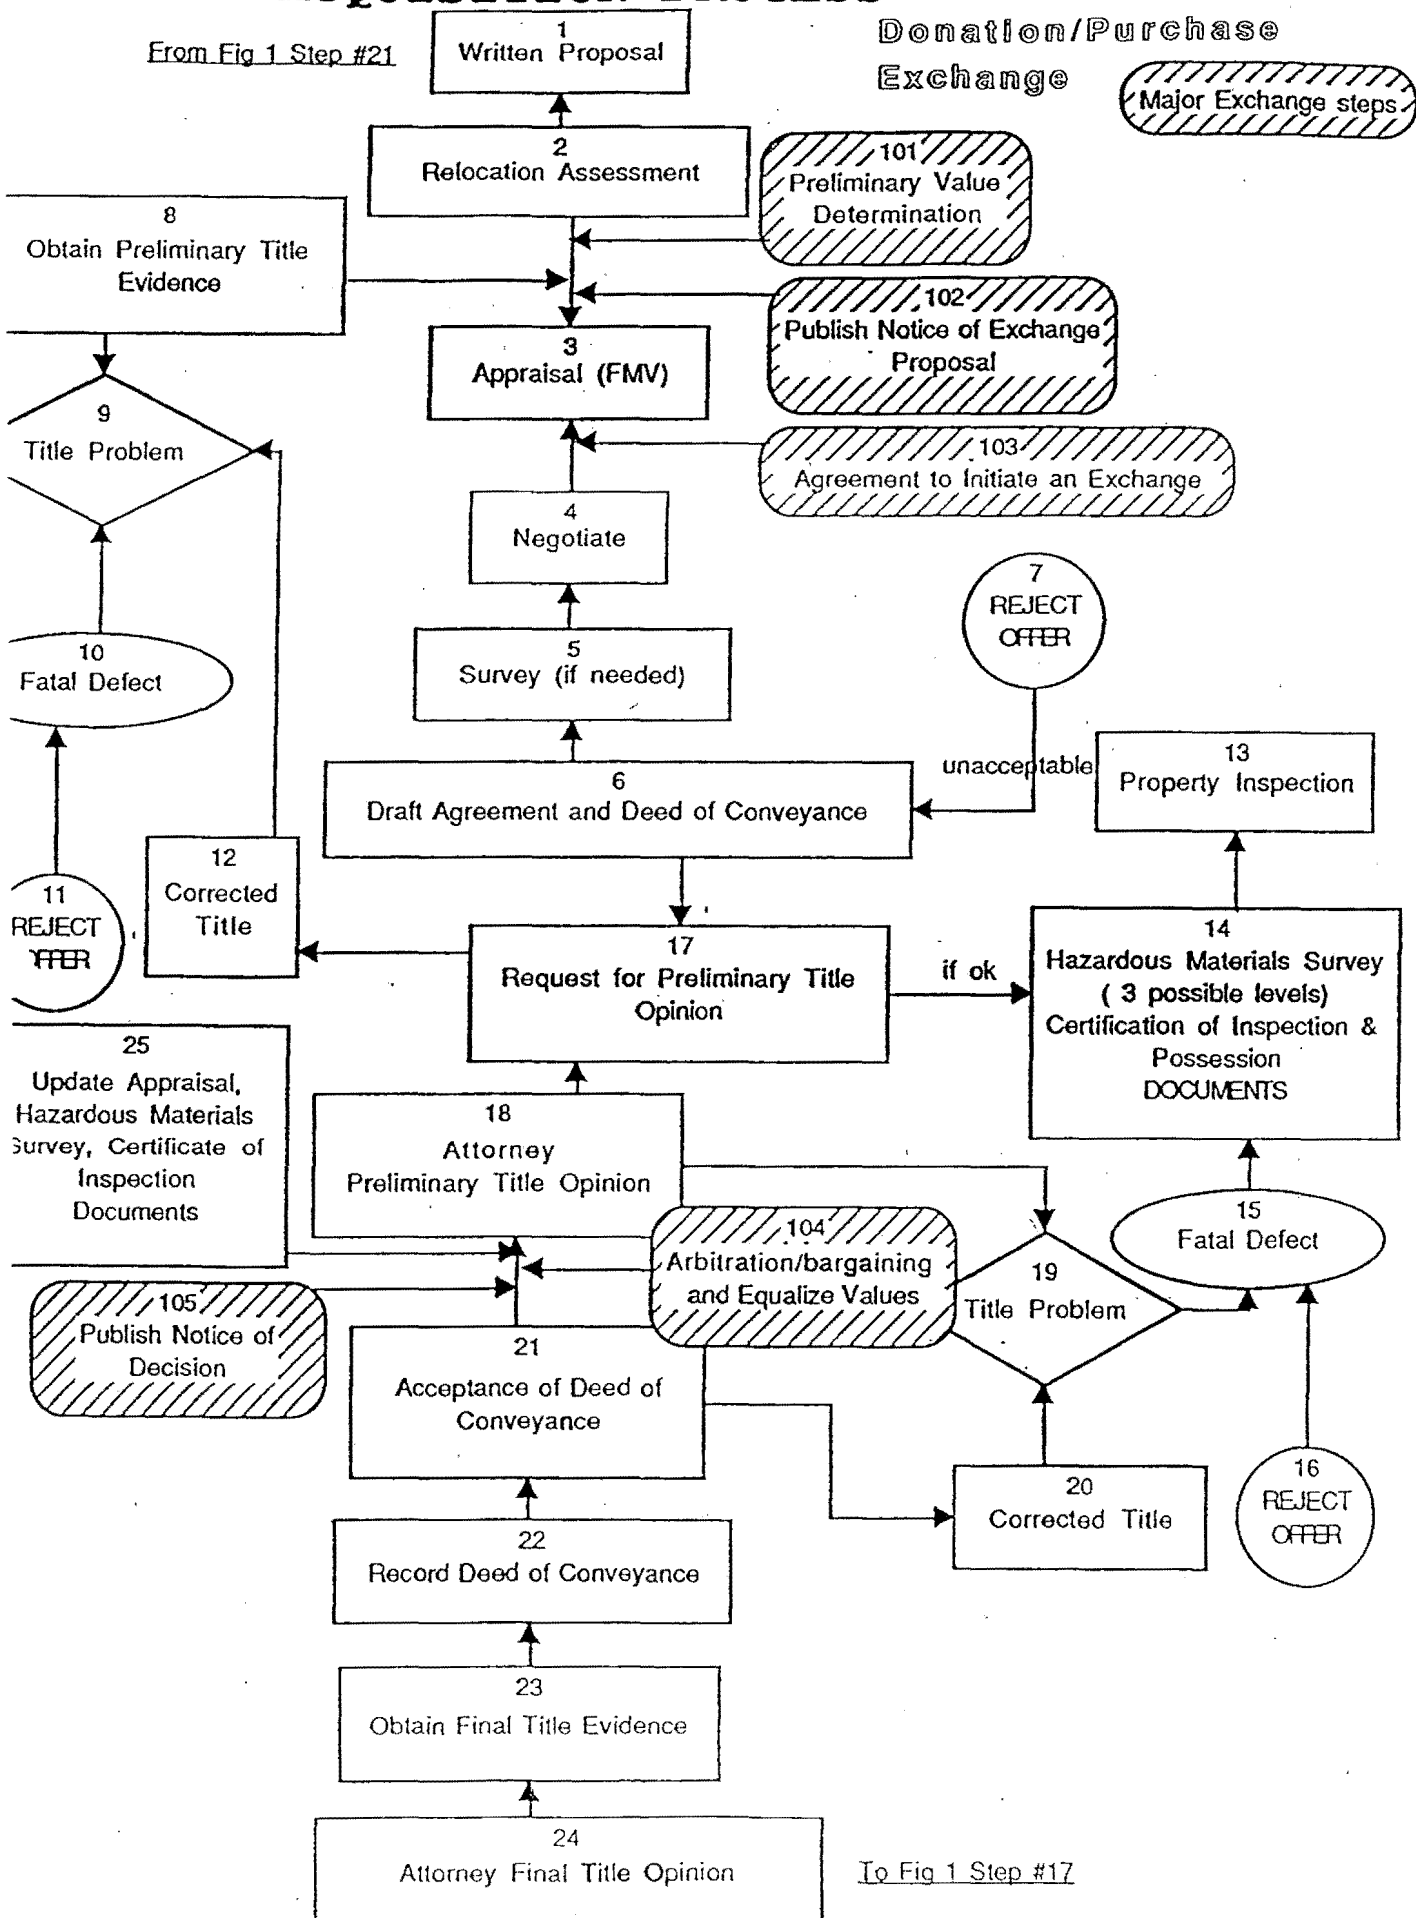 From Fig 1 Step #21
1
Written Proposal
Donation/Purchase
Exchange
Major Exchange steps
2
Relocation Assessment
101
Preliminary Value
Determination
8
Obtain Preliminary Title
Evidence
102
Publish Notice of Exchange
Proposal
3
Appraisal (FMV)
9
Title Problem
103
Agreement to Initiate an Exchange
4
Negotiate
7
REJECT
OFFER
10
Fatal Defect
5
Survey (if needed)
unacceptable
13
Property Inspection
6
Draft Agreement and Deed of Conveyance
12
Corrected
Title
11
REJECT
17
Request for Preliminary Title
Opinion
if ok
14
Hazardous Materials Survey
( 3 possible levels)
Certification of Inspection &
Possession
DOCUMENTS
25
Update Appraisal,
Hazardous Materials
Survey, Certificate of
Inspection
Documents
18
Attorney
Preliminary Title Opinion
15
Fatal Defect
104
Arbitration/bargaining
and Equalize Values
19
Title Problem
105
Publish Notice of
Decision
21
Acceptance of Deed of
Conveyance
20
Corrected Title
16
REJECT
OFFER
22
Record Deed of Conveyance
23
Obtain Final Title Evidence
24
Attorney Final Title Opinion
To Fig 1 Step #17